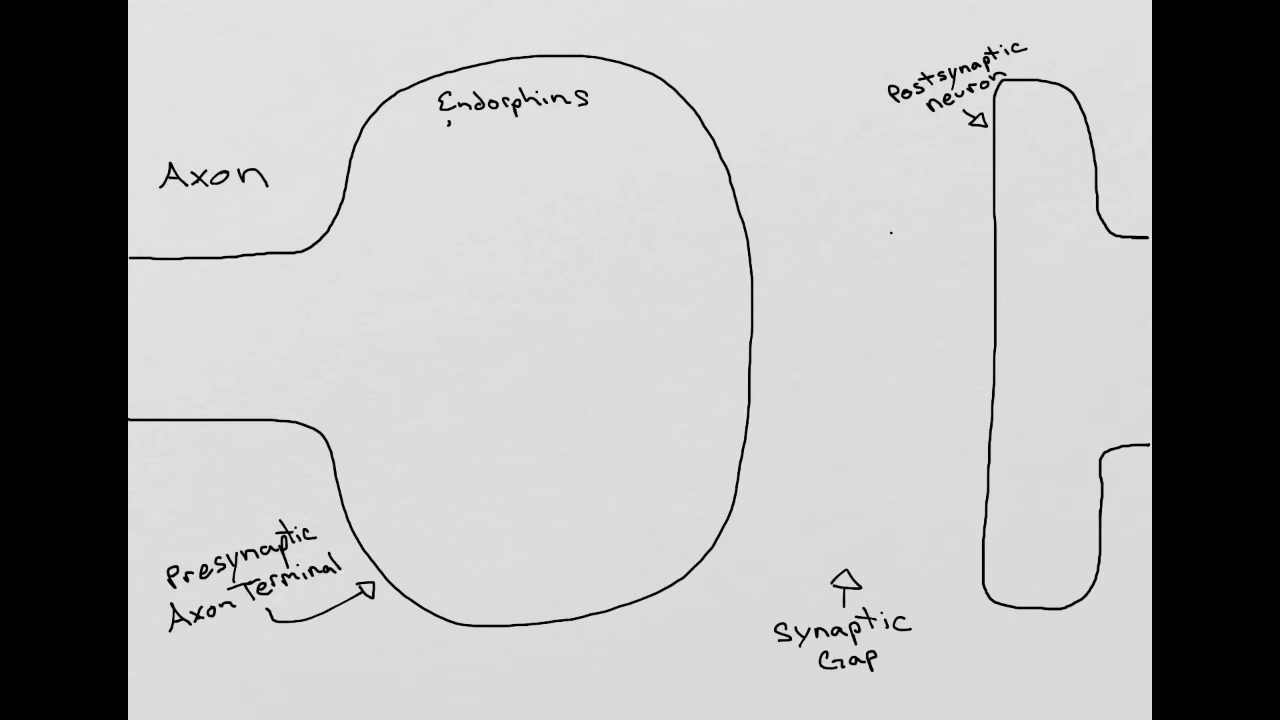 Endorphins
Postsynaptic
neuron
Axon
Presynaptic
Axon Terminal
Synaptic
Gap